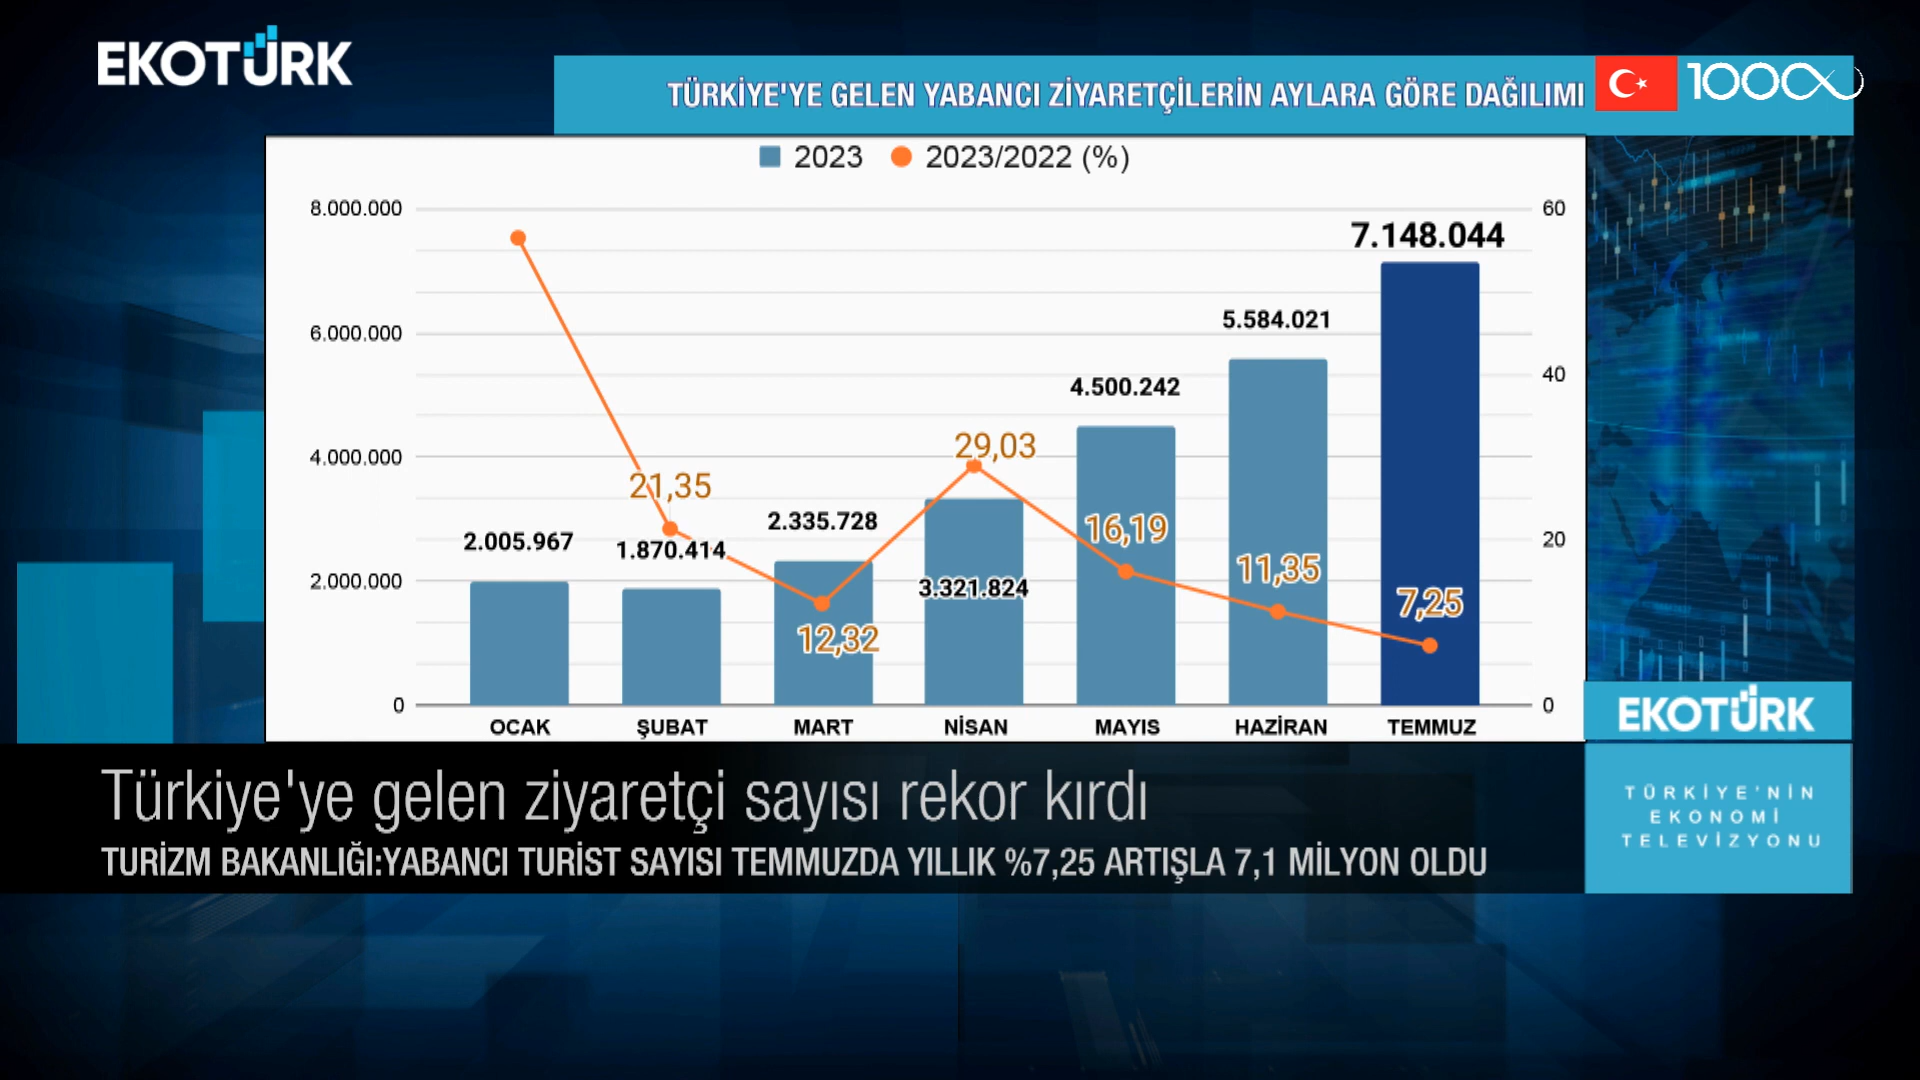 EKOTÜRK
TÜRKİYE'YE GELEN YABANCI ZİYARETÇİLERİN AYLARA GÖRE DAĞILIMI
100
2023 2023/2022 (%)
8.000.000
6.000.000
4.000.000
2.000.000
0
60
40
20
0
2.005.967
1.870.414
2.335.728
3.321.824
4.500.242
5.584.021
7.148.044
21,35
12,32
29,03
16,19
11,35
7,25
OCAK ŞUBAT MART NİSAN MAYIS HAZİRAN TEMMUZ
EKOTÜRK
TÜRKİYE'NİN
EKONOMİ
TELEVİZYONU
Türkiye'ye gelen ziyaretçi sayısı rekor kırdı
TURİZM BAKANLIĞI:YABANCI TURİST SAYISI TEMMUZDA YILLIK %7,25 ARTIŞLA 7,1 MİLYON OLDU